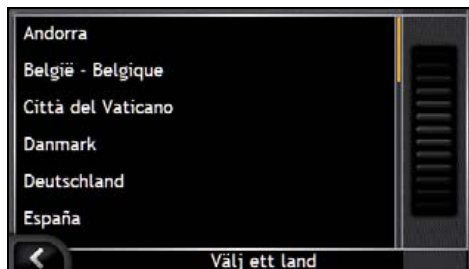 Andorra
België - Belgique
Città del Vaticano
Danmark
Deutschland
España
Välj ett land